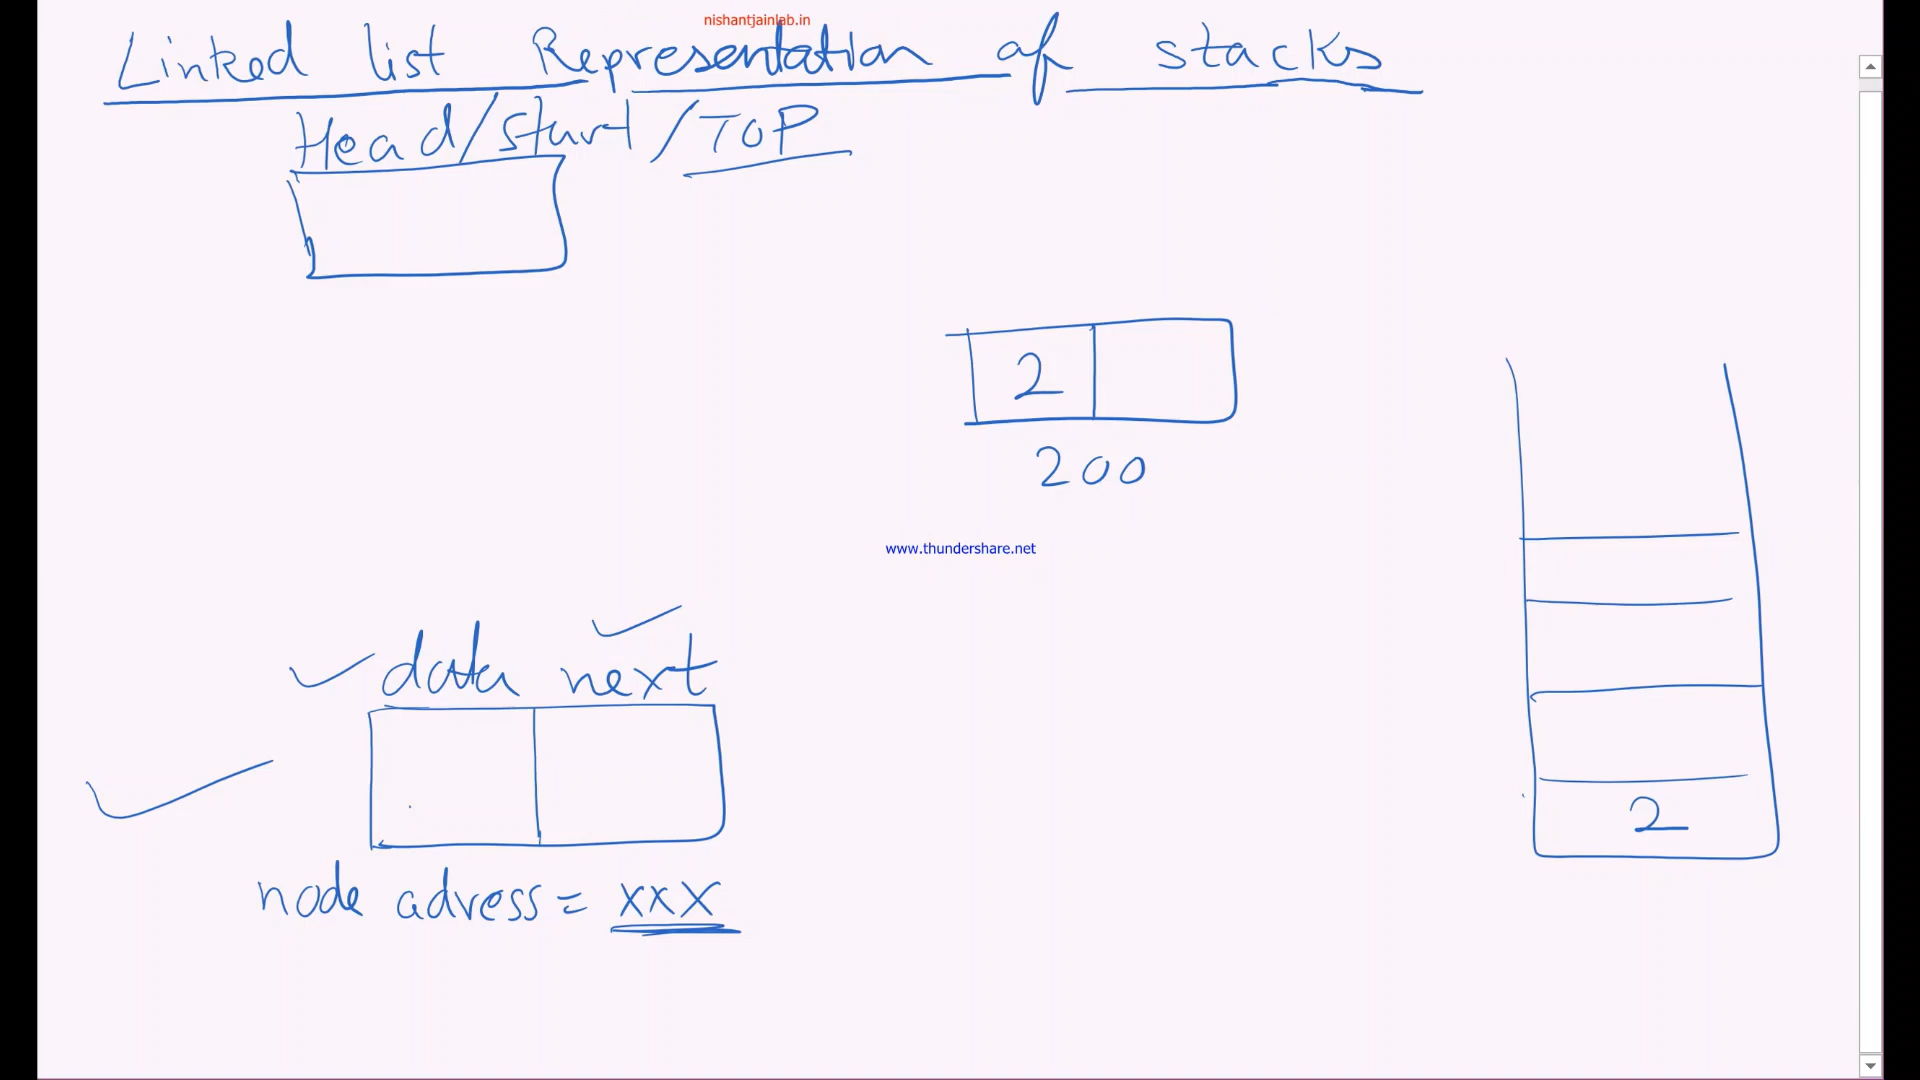 nishantjainlab.in
Linked list Representation of stacks
Head/Start/TOP
2
200
www.thundershare.net
data next
2
node adress = xxx